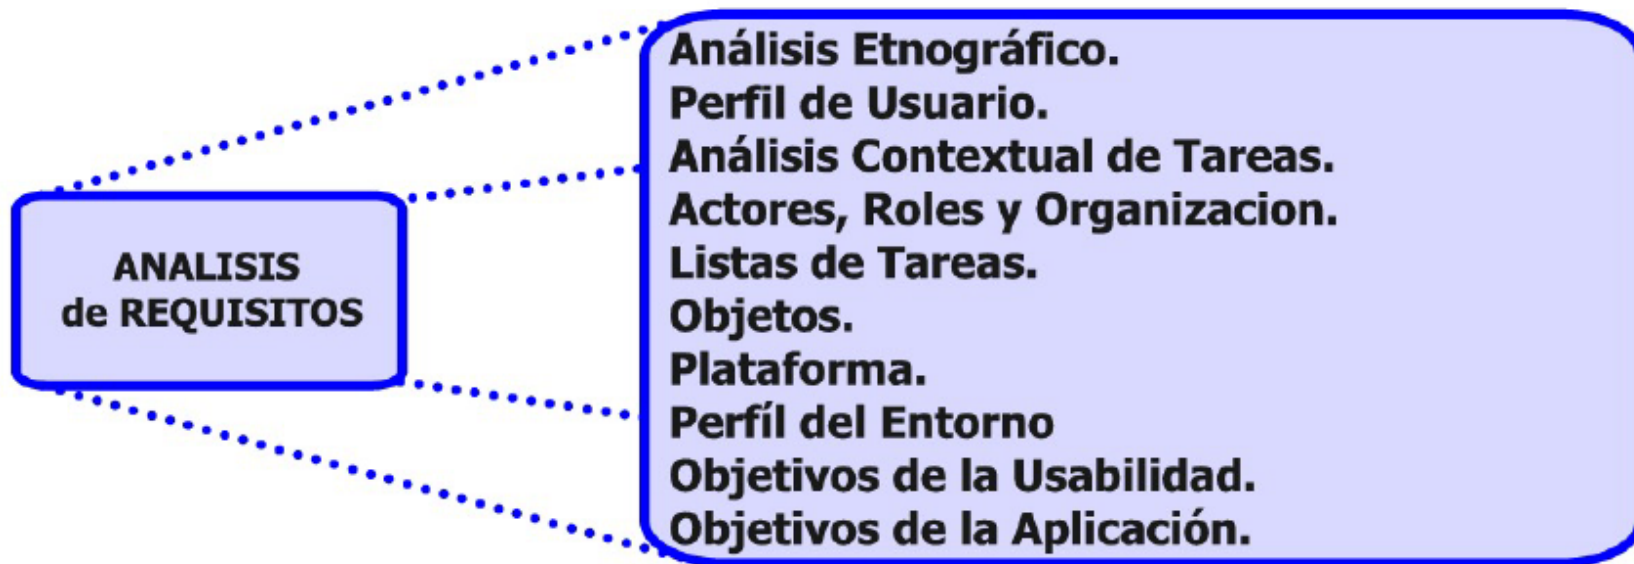 ANALISIS
de REQUISITOS
Análisis Etnográfico.
Perfil de Usuario.
Análisis Contextual de Tareas.
Actores, Roles y Organizacion.
Listas de Tareas.
Objetos.
Plataforma.
Perfíl del Entorno
Objetivos de la Usabilidad.
Objetivos de la Aplicación.